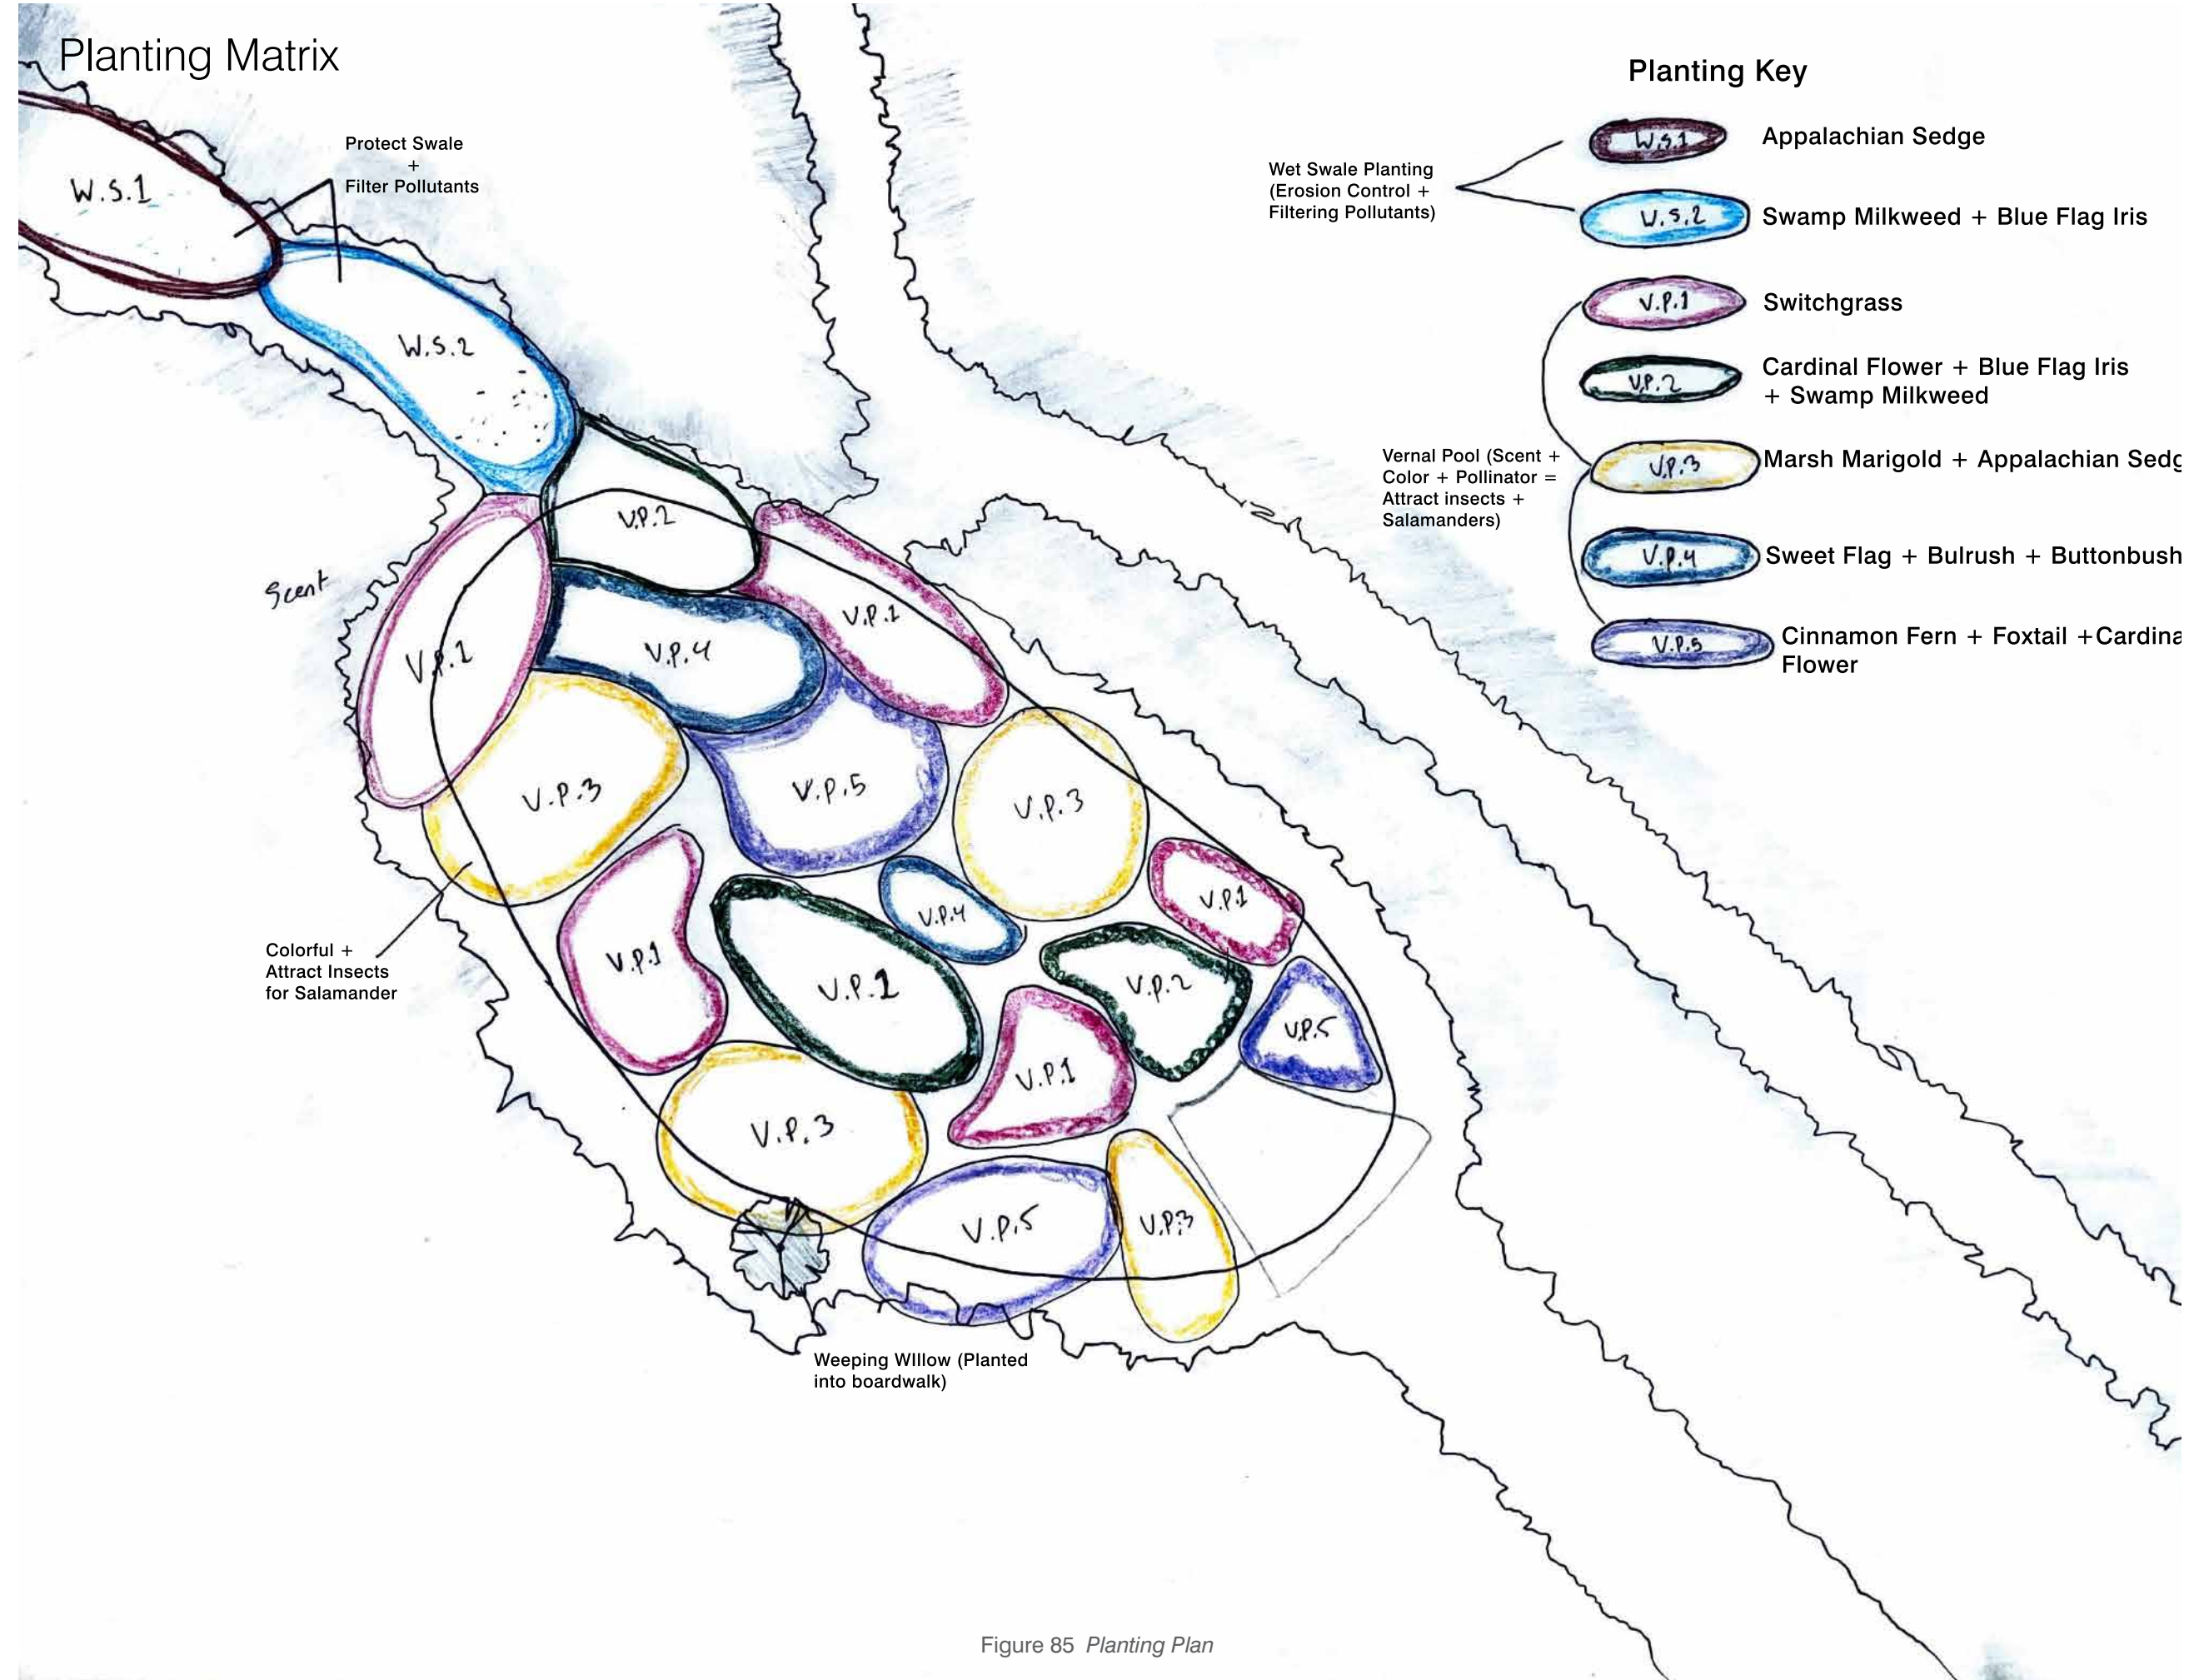 Planting Matrix
Planting Key
Protect Swale
+
Filter Pollutants
W.S.1
W.S.2
Wet Swale Planting
(Erosion Control +
Filtering Pollutants)
W.S.1 Appalachian Sedge
W.S.2 Swamp Milkweed + Blue Flag Iris
V.P.1 Switchgrass
V.P.2 Cardinal Flower + Blue Flag Iris
+ Swamp Milkweed
Vernal Pool (Scent +
Color + Pollinator =
Attract insects +
Salamanders)
V.P.3 Marsh Marigold + Appalachian Sedg
V.P.4 Sweet Flag + Bulrush + Buttonbush
V.P.5 Cinnamon Fern + Foxtail +Cardina
Flower
V.P.2
Scent
V.P.1
V.P.4
V.P.1
V.P.3
V.P.5
V.P.3
V.P.4
V.P.1
Colorful +
Attract Insects
for Salamander
V.P.1
V.P.2
V.P.5
V.P.1
V.P.3
V.P.5
V.P.3
Weeping WIllow (Planted
into boardwalk)
Figure 85 Planting Plan